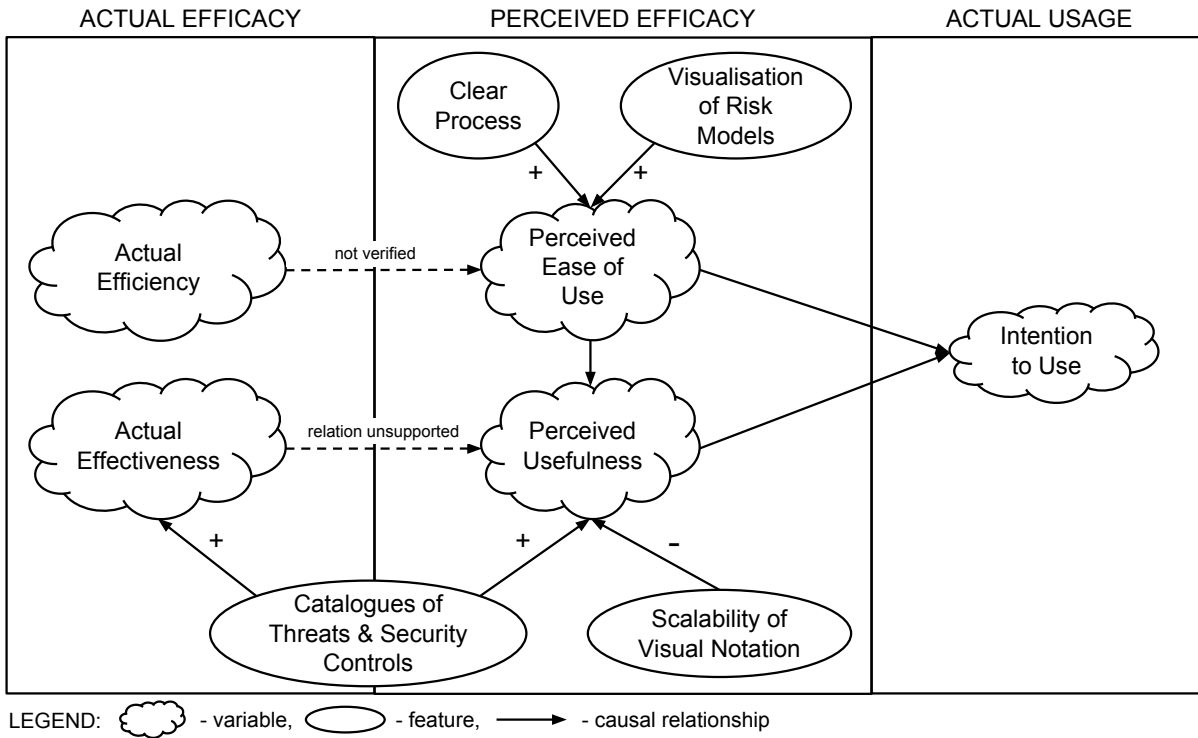 ACTUAL EFFICACY
PERCEIVED EFFICACY
ACTUAL USAGE
Clear
Process
Visualisation
of Risk
Models
+
+
Actual
Efficiency
not verified
Perceived
Ease of
Use
Intention
to Use
Actual
Effectiveness
relation unsupported
Perceived
Usefulness
+
+
-
Catalogues of
Threats & Security
Controls
Scalability of
Visual Notation
LEGEND: - variable, - feature, - causal relationship